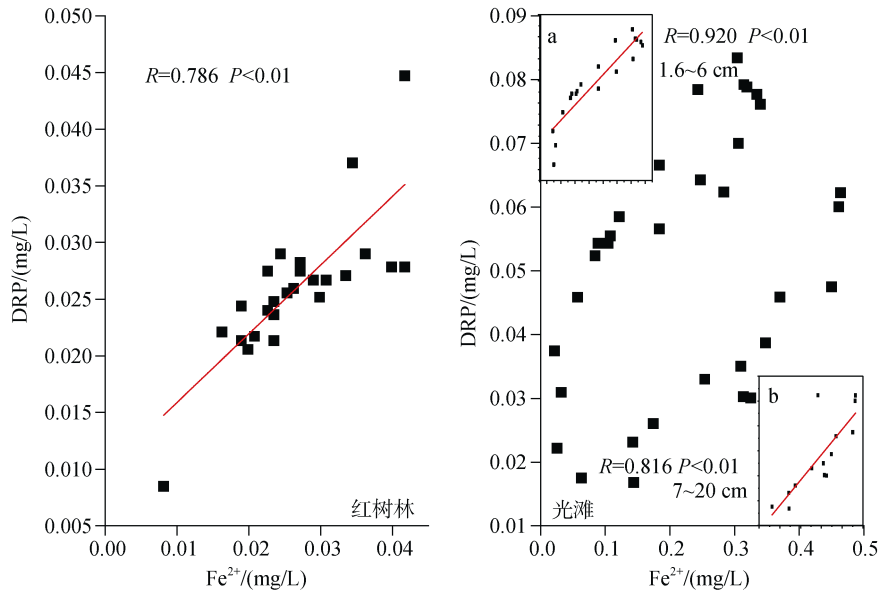 0.050
0.045
0.040
0.035
0.030
0.025
0.020
0.015
0.010
0.005
DRP/(mg/L)
R=0.786 P<0.01
红树林
0.00 0.01 0.02 0.03 0.04
Fe²⁺/(mg/L)
0.09
0.08
0.07
0.06
0.05
0.04
0.03
0.02
0.01
DRP/(mg/L)
a
R=0.920 P<0.01
1.6~6 cm
b
R=0.816 P<0.01
7~20 cm
光滩
0.0 0.1 0.2 0.3 0.4 0.5
Fe²⁺/(mg/L)